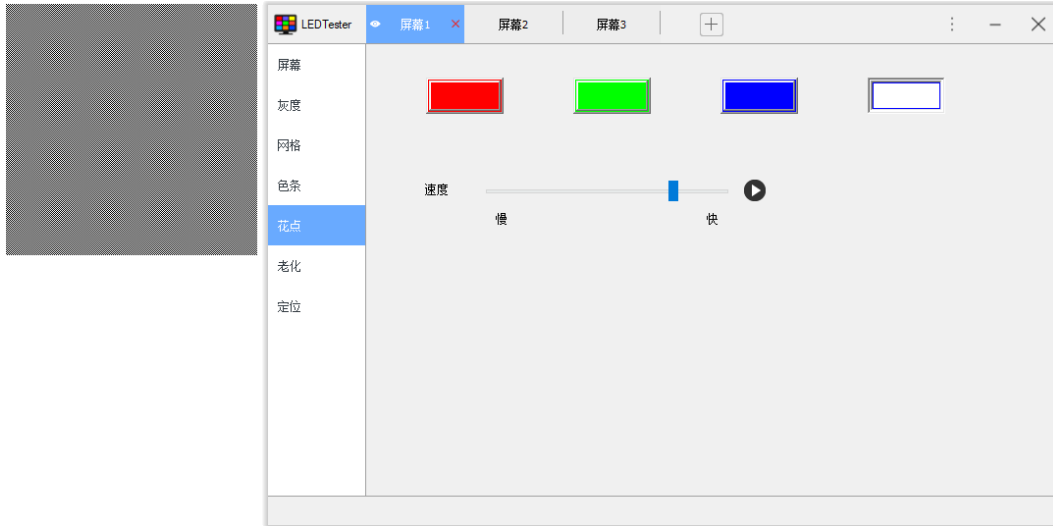 LEDTester 屏幕1 屏幕2 屏幕3
屏幕
灰度
网格
色条
花点
老化
定位
速度
慢 快